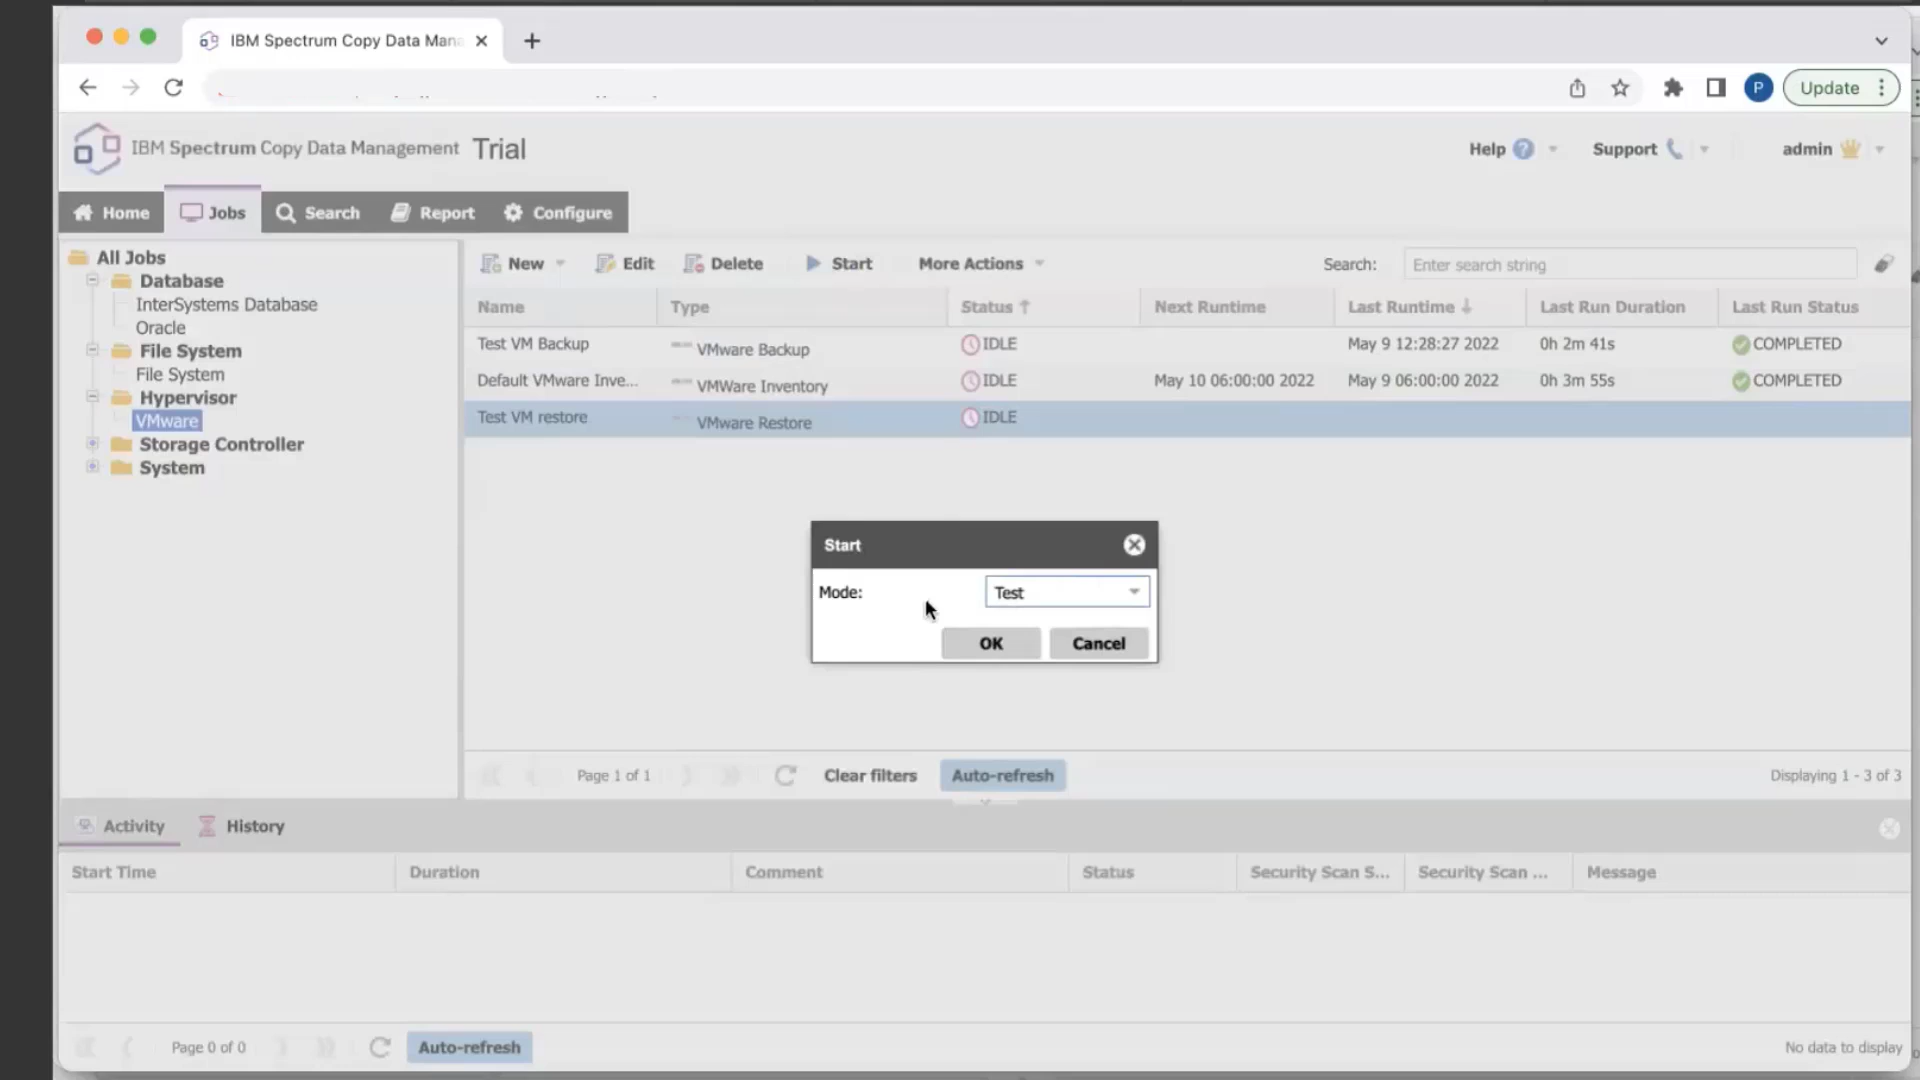 IBM Spectrum Copy Data Mana
P
Update
IBM Spectrum Copy Data Management Trial
Help ?
Support
admin
Home
Jobs
Search
Report
Configure
All Jobs
Database
InterSystems Database
Oracle
File System
File System
Hypervisor
VMware
Storage Controller
System
New
Edit
Delete
Start
More Actions
Search:
Enter search string
Name
Type
Status
Next Runtime
Last Runtime
Last Run Duration
Last Run Status
Test VM Backup VMware Backup IDLE May 9 12:28:27 2022 0h 2m 41s COMPLETED
Default VMware Inve... VMWare Inventory IDLE May 10 06:00:00 2022 May 9 06:00:00 2022 0h 3m 55s COMPLETED
Test VM restore VMware Restore IDLE
Start
Mode: Test
OK
Cancel
Page 1 of 1
Clear filters
Auto-refresh
Displaying 1 - 3 of 3
Activity
History
Start Time
Duration
Comment
Status
Security Scan S...
Security Scan ...
Message
Page 0 of 0
Auto-refresh
No data to display